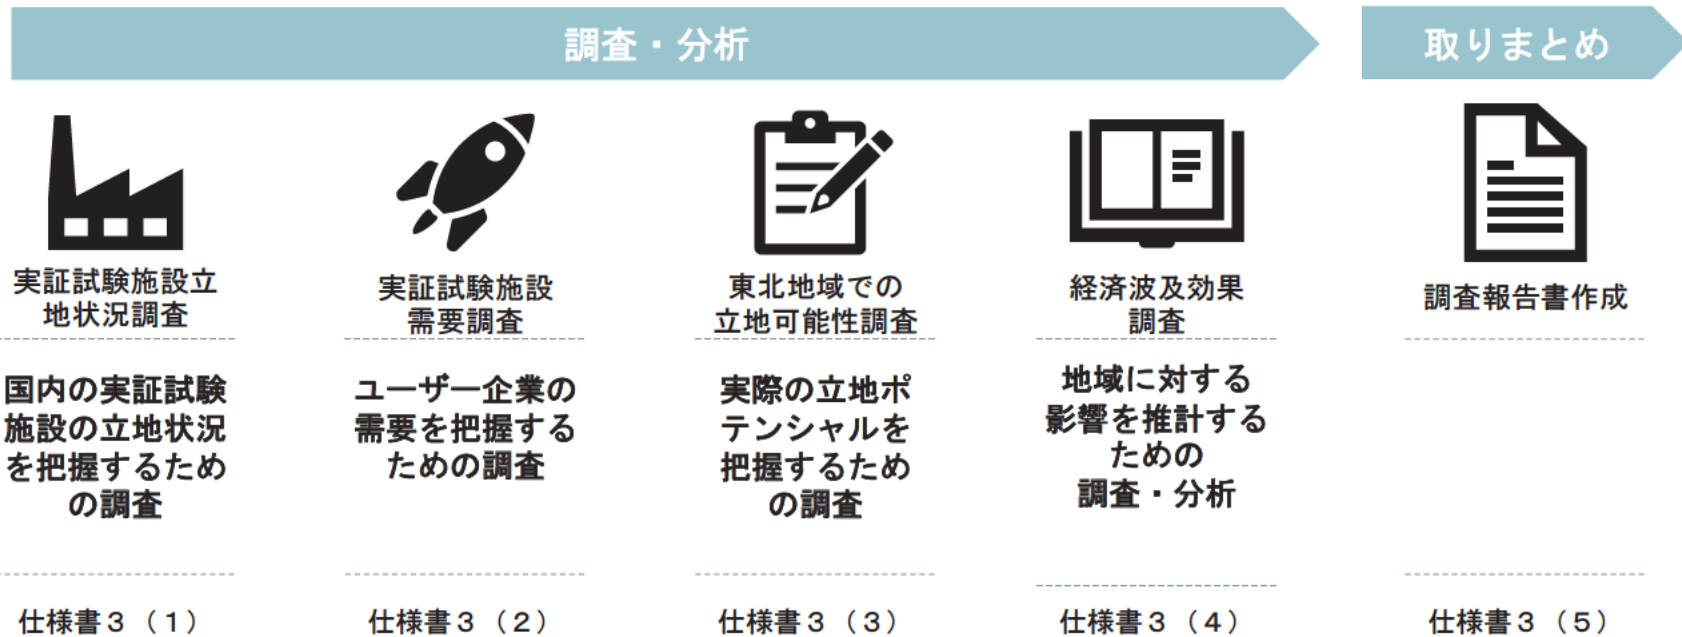 調査・分析
取りまとめ
実証試験施設立
地状況調査
国内の実証試験
施設の立地状況
を把握するため
の調査
仕様書３（１）
実証試験施設
需要調査
ユーザー企業の
需要を把握する
ための調査
仕様書３（２）
東北地域での
立地可能性調査
実際の立地ポ
テンシャルを
把握するため
の調査
仕様書３（３）
経済波及効果
調査
地域に対する
影響を推計する
ための
調査・分析
仕様書３（４）
調査報告書作成
仕様書３（５）